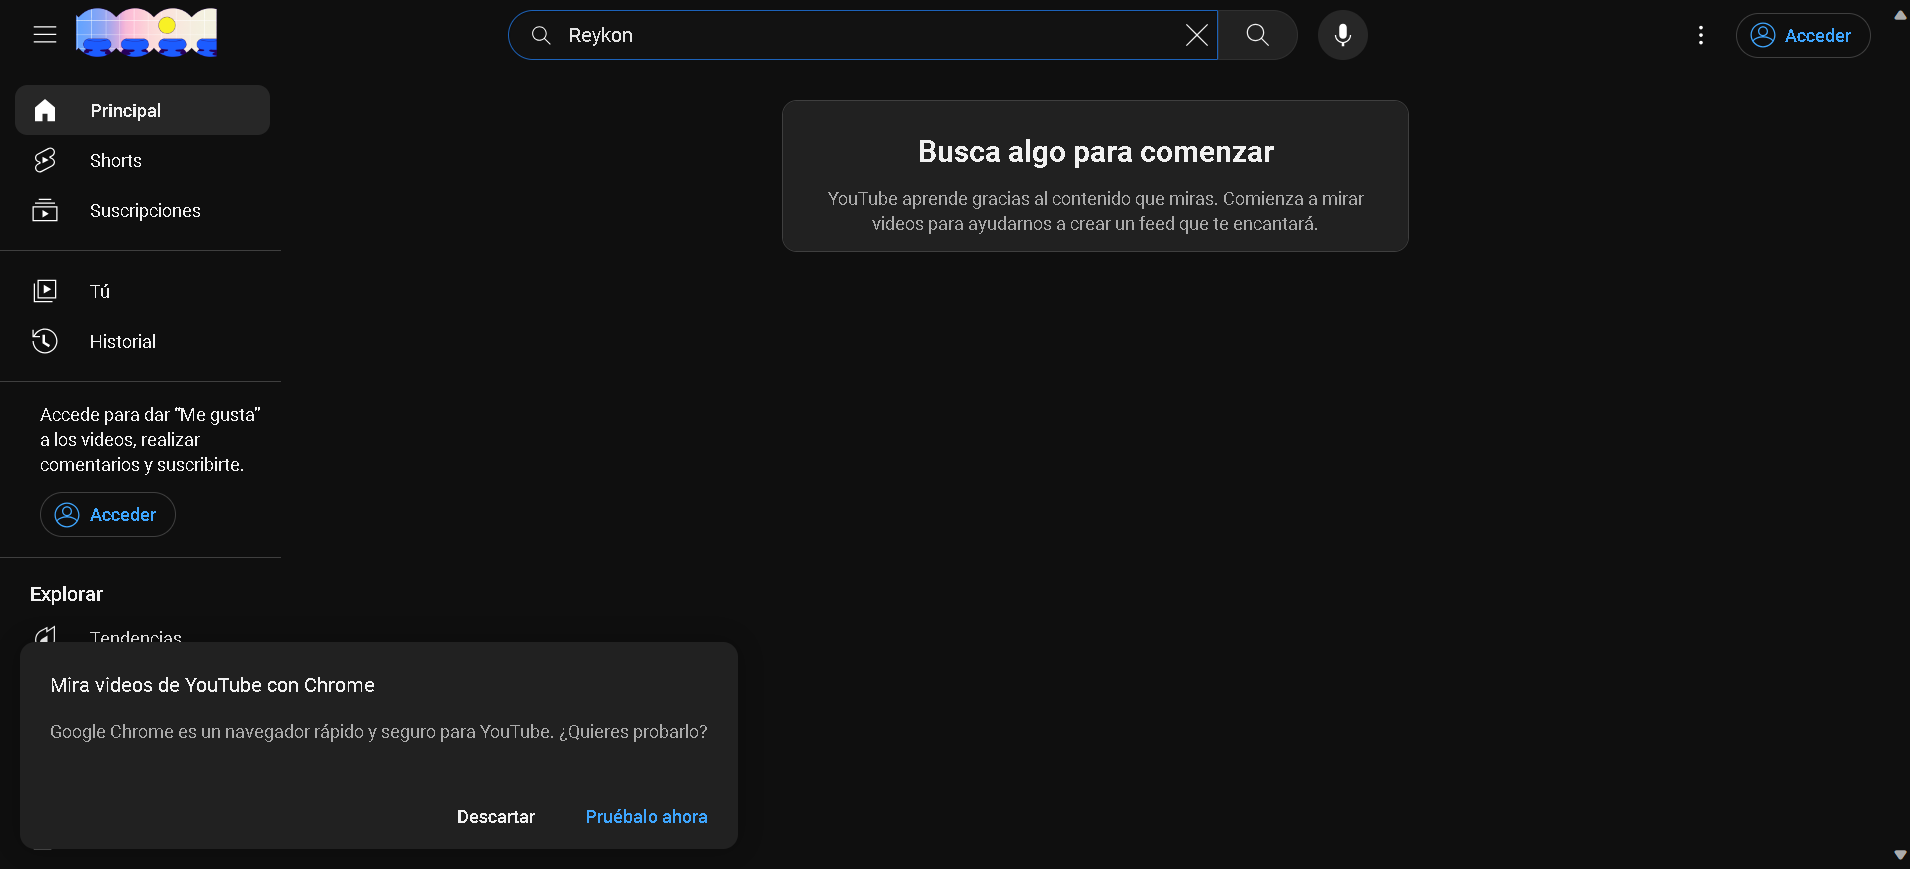 Reykon
Acceder
Principal
Shorts
Suscripciones
Tú
Historial
Accede para dar “Me gusta”
a los videos, realizar
comentarios y suscribirte.
Acceder
Explorar
Tendencias
Busca algo para comenzar
YouTube aprende gracias al contenido que miras. Comienza a mirar
videos para ayudarnos a crear un feed que te encantará.
Mira videos de YouTube con Chrome
Google Chrome es un navegador rápido y seguro para YouTube. ¿Quieres probarlo?
Descartar
Pruébalo ahora